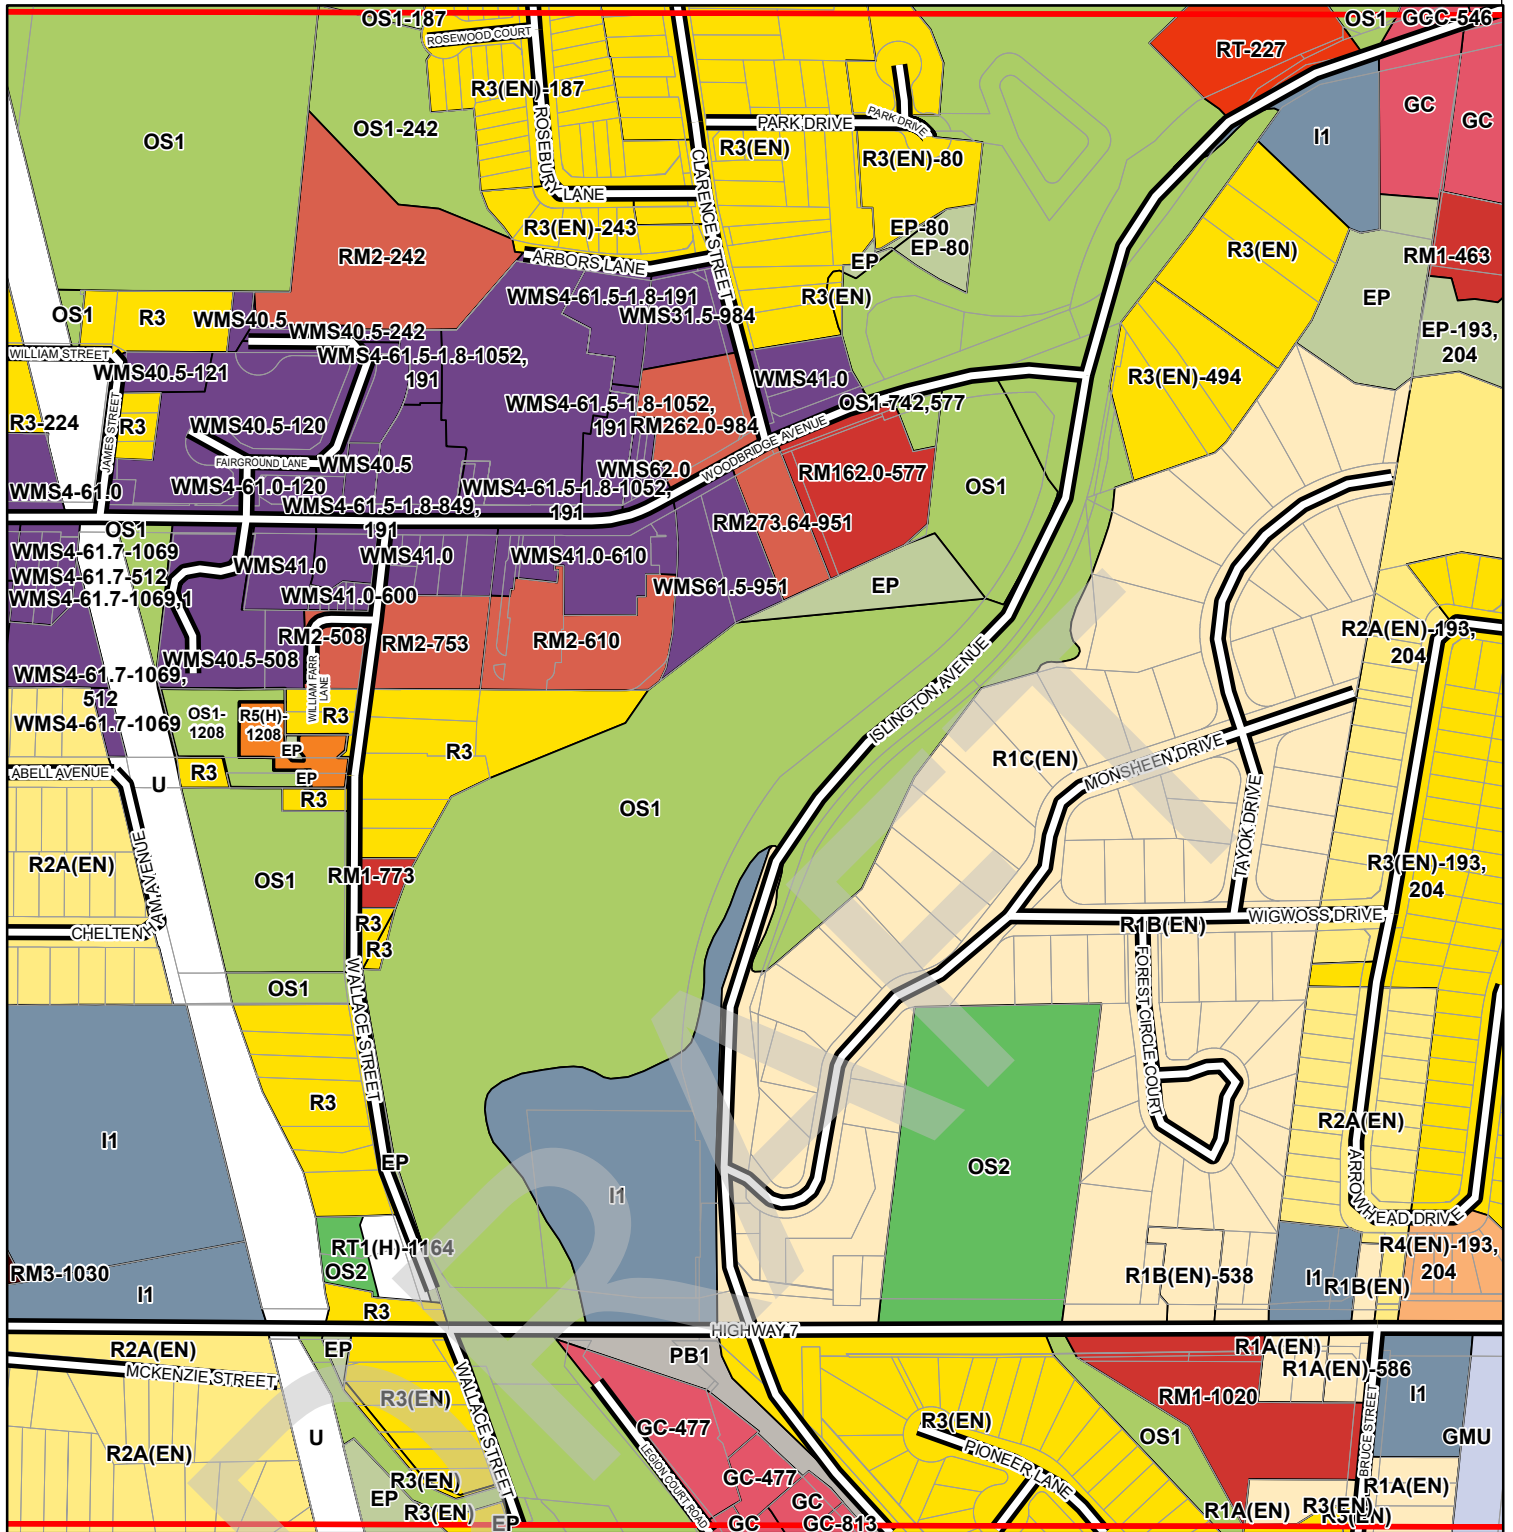 OS1-187
OS1
GCC-546
ROSEWOOD COURT
RT-227
R3(EN)-187
GC
GC
OS1
OS1-242
ROSEBURY LANE
CLARENCE STREET
PARK DRIVE
PARK DRIVE
R3(EN)
R3(EN)-80
I1
R3(EN)-243
EP-80
EP-80
RM2-242
ARBORS LANE
EP
R3(EN)
RM1-463
WMS4-61.5-1.8-191
R3(EN)
EP
OS1
R3
WMS40.5
WMS31.5-984
WMS40.5-242
EP-193,
204
WILLIAM STREET
WMS4-61.5-1.8-1052,
191
WMS40.5-121
WMS41.0
R3(EN)-494
R3-224
JAMES STREET
R3
WMS40.5-120
WMS4-61.5-1.8-1052,
191
RM262.0-984
OS1-742,577
WOODBRIDGE AVENUE
FAIRGROUND LANE
WMS40.5
WMS62.0
RM162.0-577
WMS4-61.0
WMS4-61.0-120
WMS4-61.5-1.8-1052,
191
OS1
WMS4-61.5-1.8-849,
191
RM273.64-951
OS1
WMS4-61.7-1069
WMS4-61.7-512
WMS4-61.7-1069,1
WMS41.0
WMS41.0
WMS41.0-610
WMS61.5-951
EP
WMS41.0-600
RM2-508
RM2-753
RM2-610
R2A(EN)-193,
204
WMS40.5-508
WMS4-61.7-1069,
512
WMS4-61.7-1069
WILLIAM FARR
LANE
ISLINGTON AVENUE
OS1-
1208
R5(H)-
1208
R3
EP
R3
R1C(EN)
MONSHEEN DRIVE
ABELL AVENUE
U
R3
EP
R3
OS1
TAYOK DRIVE
CHELTENHAM AVENUE
R2A(EN)
OS1
RM1-773
R3(EN)-193,
204
R3
R3
CHELTENHAM AVENUE
R1B(EN)
WIGWOSS DRIVE
WALLACE STREET
OS1
FOREST CIRCLE COURT
R3
R2A(EN)
I1
EP
I1
OS2
ARROWHEAD DRIVE
RT1(H)-1164
OS2
R4(EN)-193,
204
RM3-1030
I1
R1B(EN)-538
I1
R1B(EN)
R3
HIGHWAY 7
R2A(EN)
EP
PB1
R1A(EN)
R1A(EN)-586
MCKENZIE STREET
WALLACE STREET
R3(EN)
RM1-1020
BRUCE STREET
I1
GC-477
R3(EN)
OS1
GMU
U
R2A(EN)
LEGION COURT ROAD
PIONEER LANE
R3(EN)
GC-477
R1A(EN)
EP
R3(EN)
EP
GC
GC
GC-813
R1A(EN)
R3(EN)
R3(EN)
DRAFT